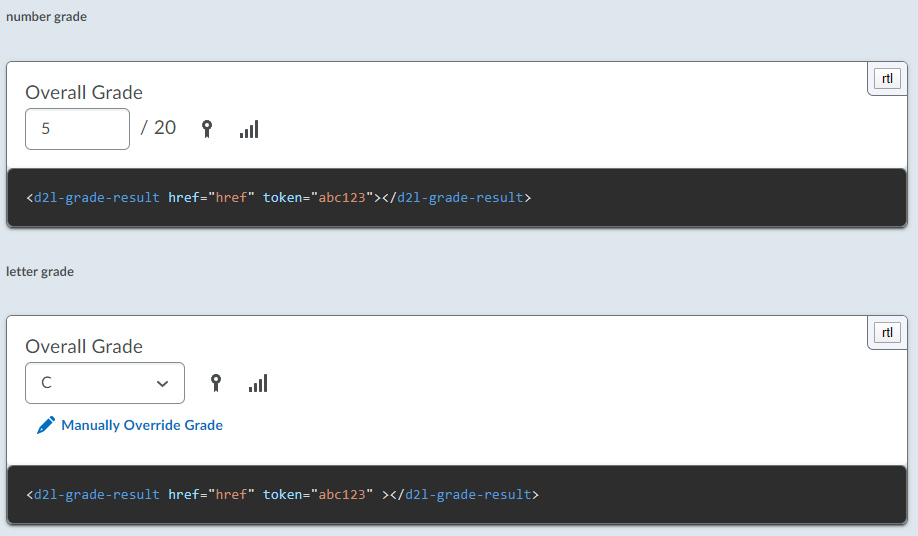 number grade
rtl
Overall Grade
5 / 20
<d2l-grade-result href="href" token="abc123"></d2l-grade-result>
letter grade
rtl
Overall Grade
C
Manually Override Grade
<d2l-grade-result href="href" token="abc123" ></d2l-grade-result>